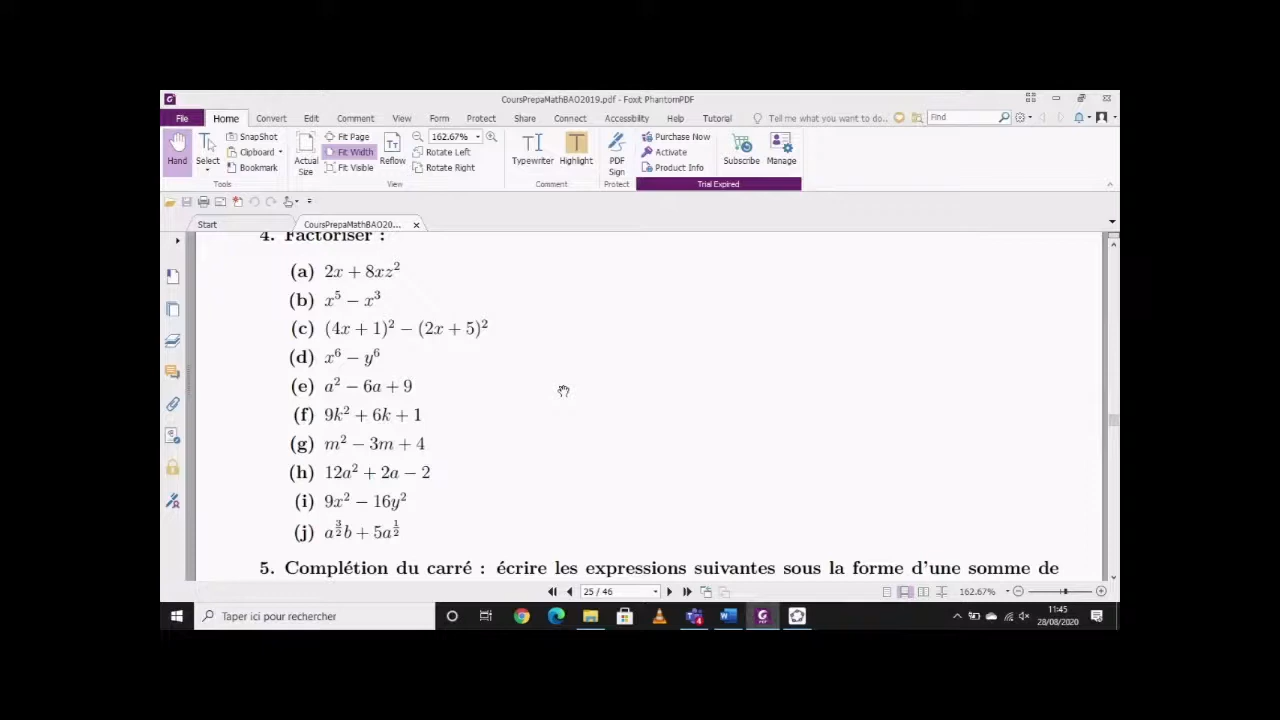 CoursPrepaMathBAO2019.pdf - Foxit PhantomPDF
File Home Convert Edit Comment View Form Protect Share Connect Accessibility Help Tutorial Tell me what you want to do.. Find
Hand Select SnapShot Clipboard Bookmark Actual Size Fit Page Fit Width Fit Visible Reflow 162.67% Rotate Left Rotate Right Typewriter Highlight PDF Sign Purchase Now Activate Product Info Subscribe Manage
Tools View Comment Protect Trial Expired
Start CoursPrepaMathBAO20...
4. Factoriser :
(a) 2x + 8xz²
(b) x⁵ − x³
(c) (4x + 1)² − (2x + 5)²
(d) x⁶ − y⁶
(e) a² − 6a + 9
(f) 9k² + 6k + 1
(g) m² − 3m + 4
(h) 12a² + 2a − 2
(i) 9x² − 16y²
(j) a^(3/2)b + 5a^(1/2)
5. Complétion du carré : écrire les expressions suivantes sous la forme d'une somme de
25 / 46 162.67%
Taper ici pour rechercher 11:45
28/08/2020